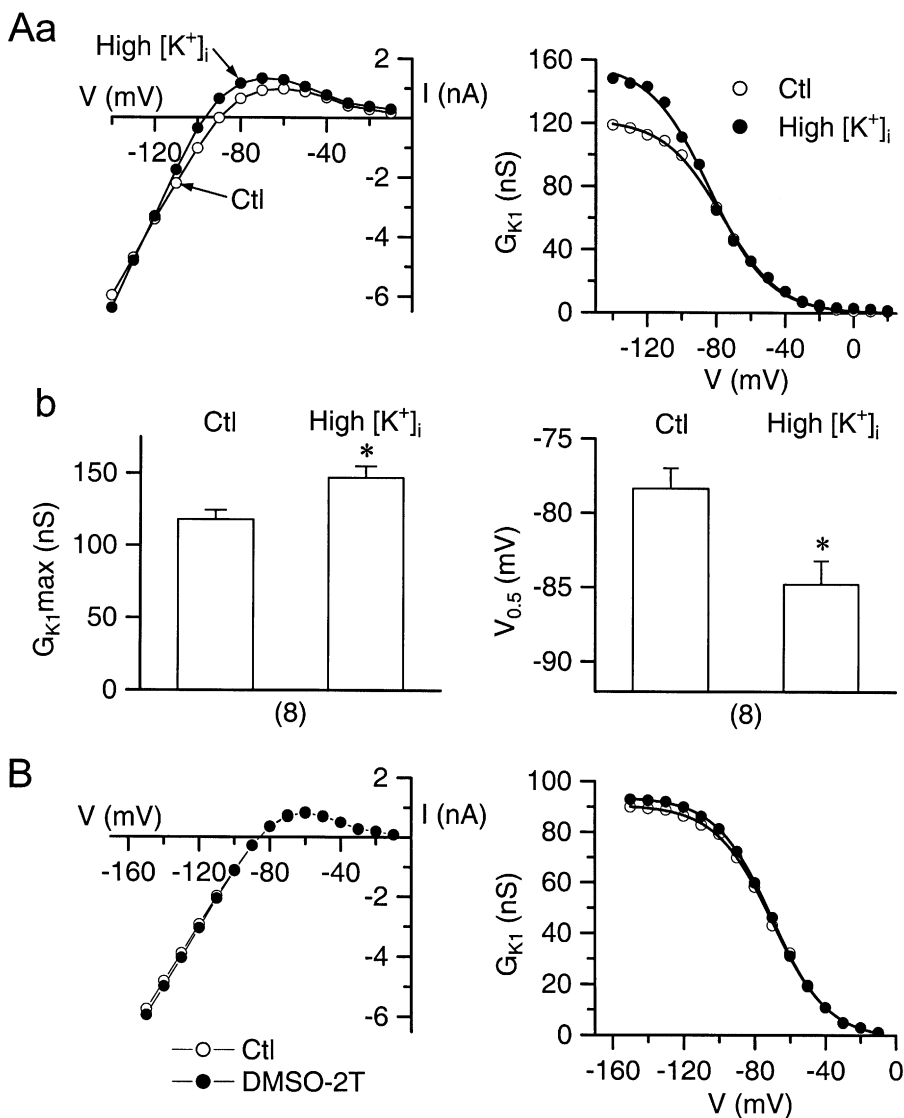 Aa
High [K+]i
V (mV)
I (nA)
2
-120 -80 -40
-2
-4
-6
Ctl
160
120
80
40
0
GK1 (nS)
Ctl
High [K+]i
-120 -80 -40 0
V (mV)
b
Ctl High [K+]i
*
150
100
50
0
GK1max (nS)
(8)
-75
-80
-85
-90
V0.5 (mV)
Ctl High [K+]i
*
(8)
B
V (mV)
I (nA)
2
-160 -120 -80 -40
-2
-4
-6
Ctl
DMSO-2T
100
80
60
40
20
0
GK1 (nS)
-160 -120 -80 -40 0
V (mV)